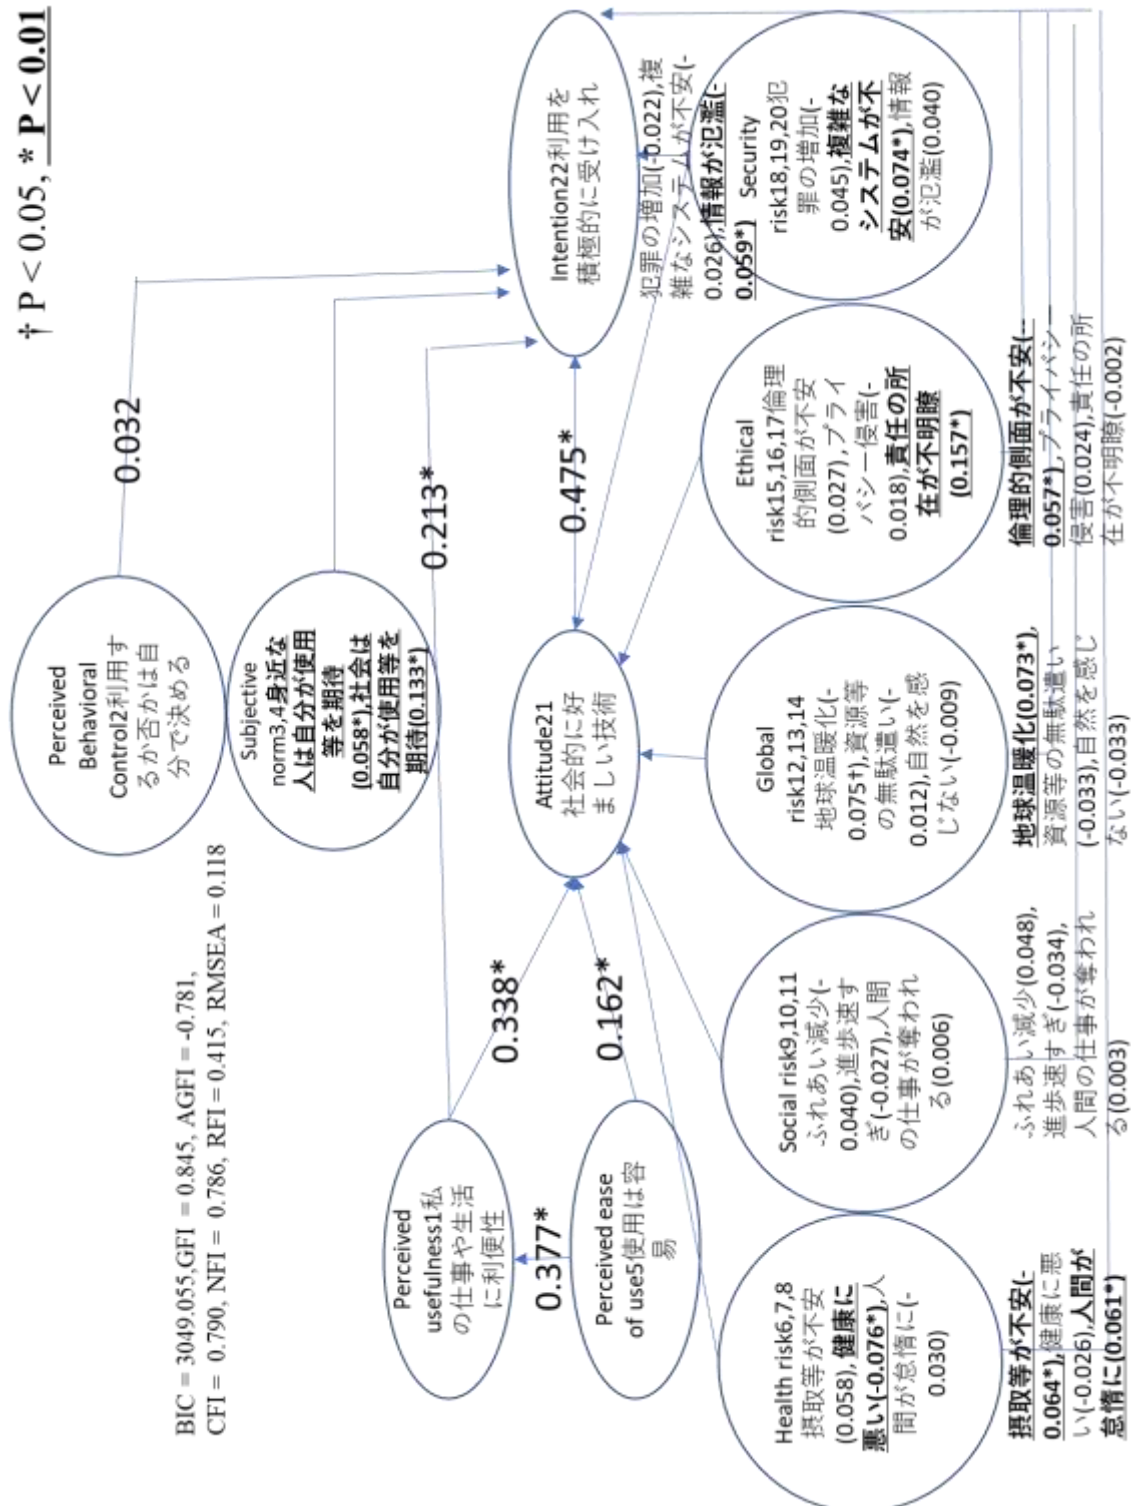 † P < 0.05, * P < 0.01
BIC = 3049.055,GFI = 0.845, AGFI = -0.781,
CFI = 0.790, NFI = 0.786, RFI = 0.415, RMSEA = 0.118
Perceived
Behavioral
Control2利用す
るか否かは自
分で決める
0.032
Subjective
norm3,4身近な
人は自分が使用
等を期待
(0.058*),社会は
自分が使用等を
期待(0.133*)
Perceived
usefulness1私
の仕事や生活
に利便性
0.213*
0.338*
0.377*
Perceived ease
of use5使用は容
易
0.162*
Attitude21
社会的に好
ましい技術
0.475*
Intention22利用を
積極的に受け入れ
犯罪の増加(-0.022),複
雑なシステムが不安(-
0.026),情報が氾濫(-
0.059*)
Health risk6,7,8
摂取等が不安
(0.058),健康に
悪い(-0.076*),人
間が怠惰に(-
0.030)
Social risk9,10,11
ふれあい減少(-
0.040),進歩速す
ぎ(-0.027),人間
の仕事が奪われ
る(0.006)
Global
risk12,13,14
地球温暖化(-
0.075†),資源等
の無駄遣い(-
0.012),自然を感
じない(-0.009)
Ethical
risk15,16,17倫理
的側面が不安
(0.027),プライ
バシー侵害(-
0.018),責任の所
在が不明瞭
(0.157*)
Security
risk18,19,20犯
罪の増加(-
0.045),複雑な
システムが不
安(0.074*),情報
が氾濫(0.040)
摂取等が不安(-
0.064*),健康に悪
い(-0.026),人間が
怠惰に(0.061*)
ふれあい減少(0.048),
進歩速すぎ(-0.034),
人間の仕事が奪われ
る(0.003)
地球温暖化(0.073*),
資源等の無駄遣い
(-0.033),自然を感じ
ない(-0.033)
倫理的側面が不安(--
0.057*),プライバシー
侵害(0.024),責任の所
在が不明瞭(-0.002)